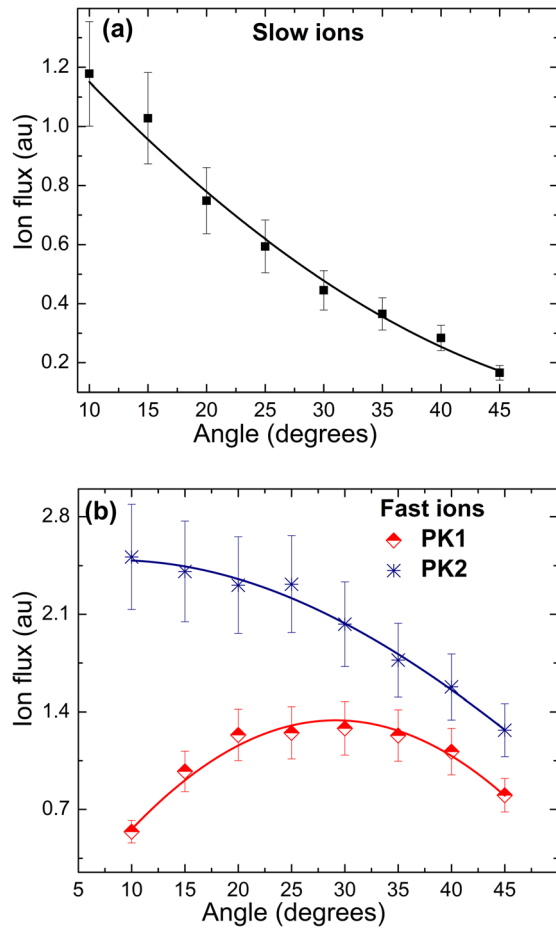 (a)
Slow ions
1.2
1.0
0.8
0.6
0.4
0.2
Ion flux (au)
10 15 20 25 30 35 40 45
Angle (degrees)
(b)
Fast ions
PK1
PK2
2.8
2.1
1.4
0.7
Ion flux (au)
5 10 15 20 25 30 35 40 45
Angle (degrees)